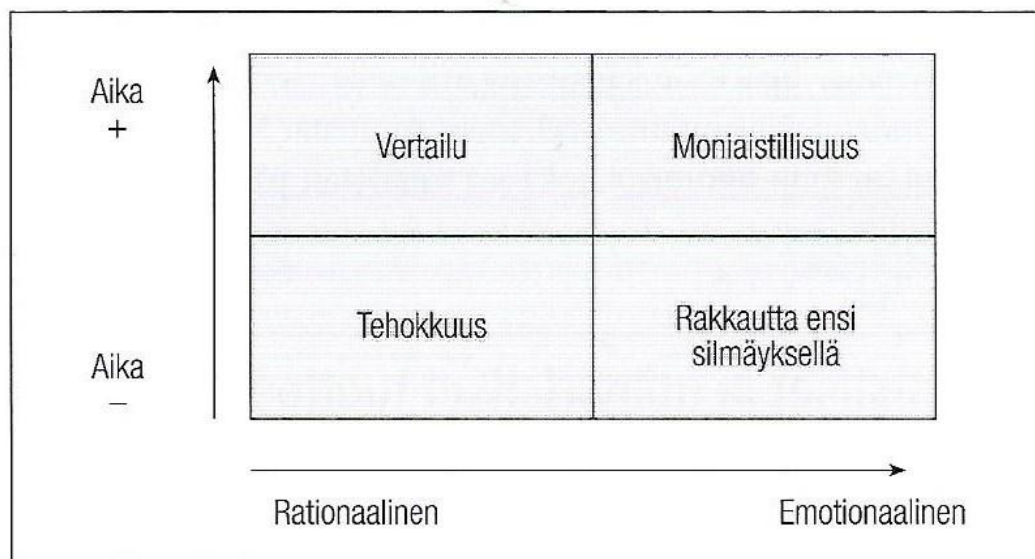 Aika
+
Vertailu
Moniaistillisuus
Tehokkuus
Rakkautta ensi
silmäyksellä
Aika
–
Rationaalinen
Emotionaalinen